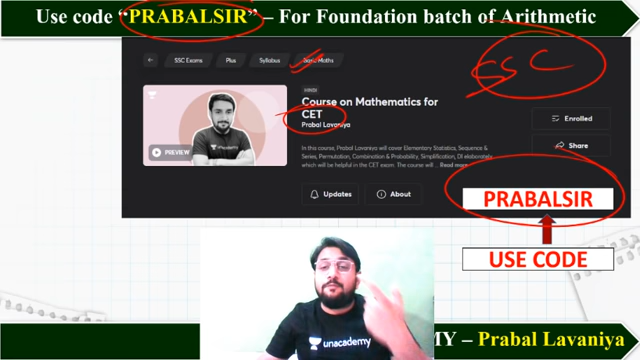 Use code “PRABALSIR” – For Foundation batch of Arithmetic
SSC Exams Plus Syllabus Basic Maths
SSC
HINDI
Course on Mathematics for
CET
Prabal Lavaniya
In this course, Prabal Lavaniya will cover Elementary Statistics, Sequence &
Series, Permutation, Combination & Probability, Simplification, DI elaborately
which will be helpful in the CET exam. The course will ... Read more
unacademy
PREVIEW
Updates
About
Enrolled
Share
PRABALSIR
USE CODE
unacademy
MY – Prabal Lavaniya